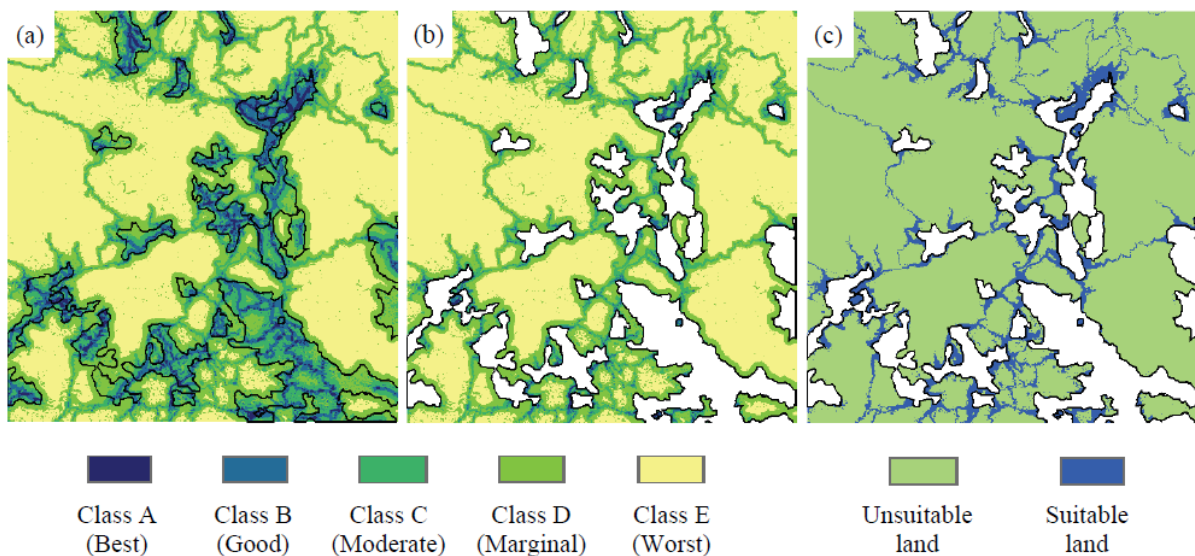 (a)
(b)
(c)
Class A
(Best)
Class B
(Good)
Class C
(Moderate)
Class D
(Marginal)
Class E
(Worst)
Unsuitable
land
Suitable
land